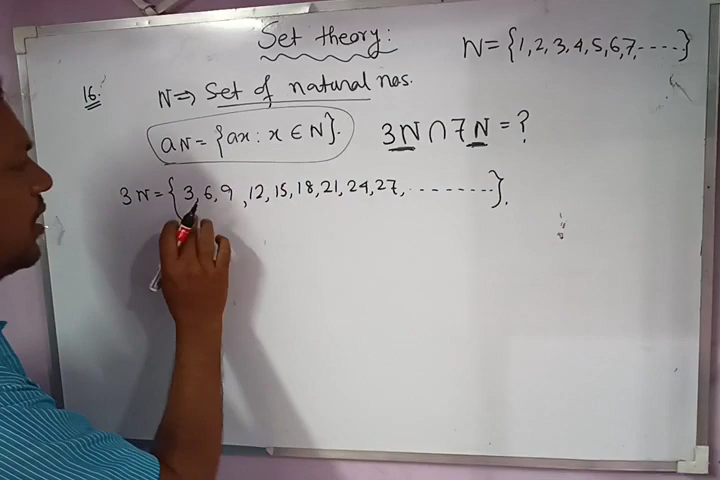 Set theory:
N = {1, 2, 3, 4, 5, 6, 7, ----- }
16. N ⇒ Set of natural nos.
aN = {ax : x ∈ N}. 3N ∩ 7N = ?
3N = {3, 6, 9, 12, 15, 18, 21, 24, 27, -------- }.